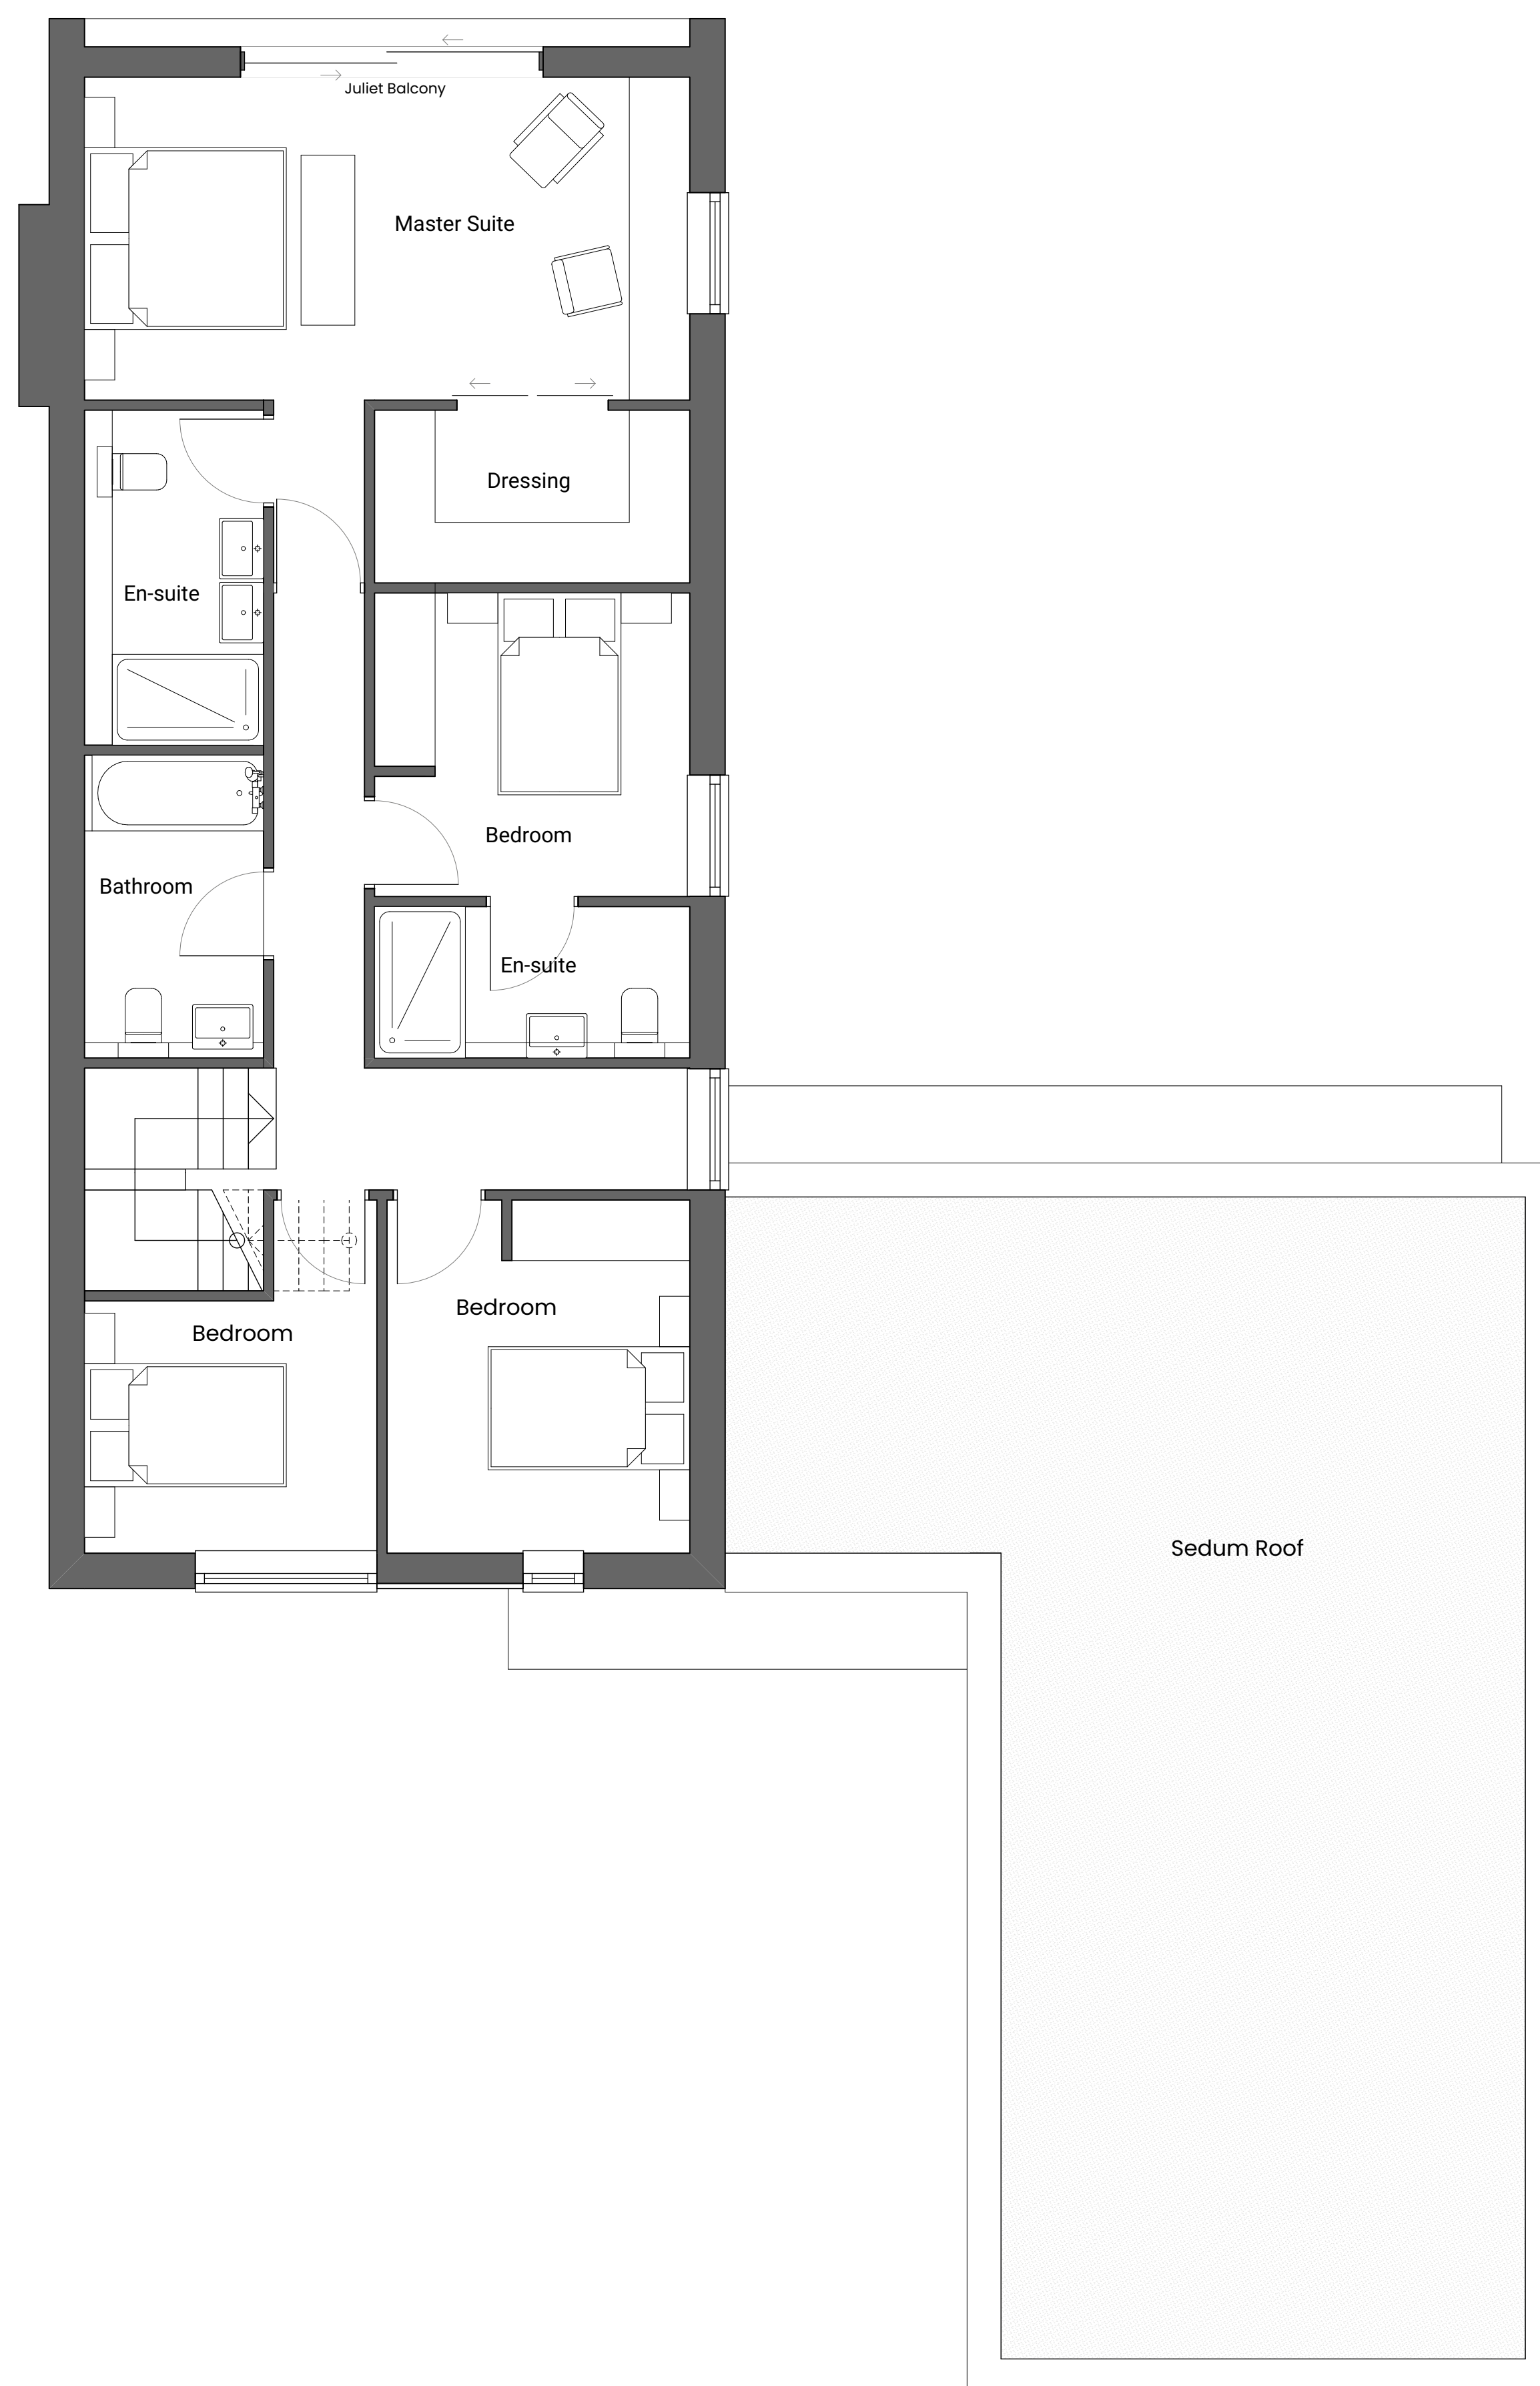 Juliet Balcony
Master Suite
Dressing
En-suite
Bedroom
Bathroom
En-suite
Bedroom
Bedroom
Sedum Roof